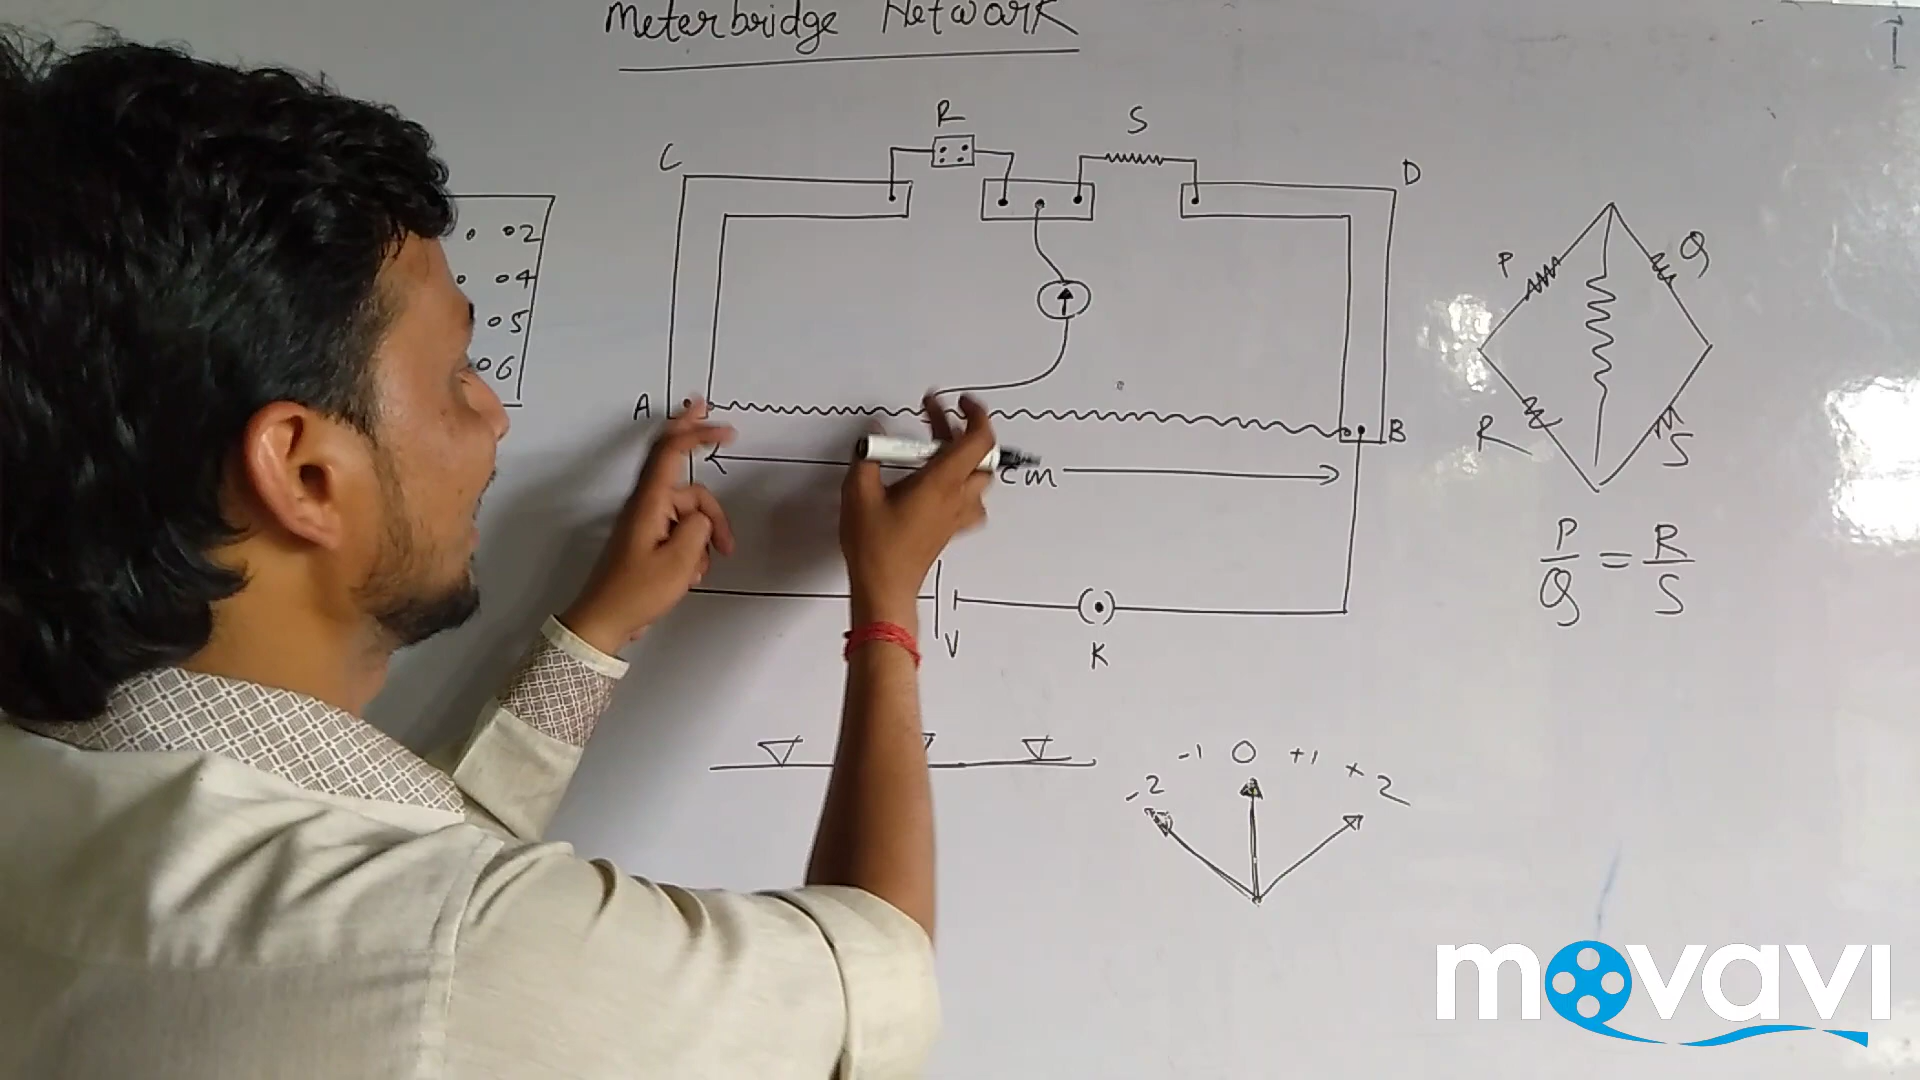 Meterbridge Network
R
S
C
D
02
04
05
06
P
Q
A
B
R
S
cm
P/Q = R/S
V
K
-2 -1 0 +1 +2
movavi